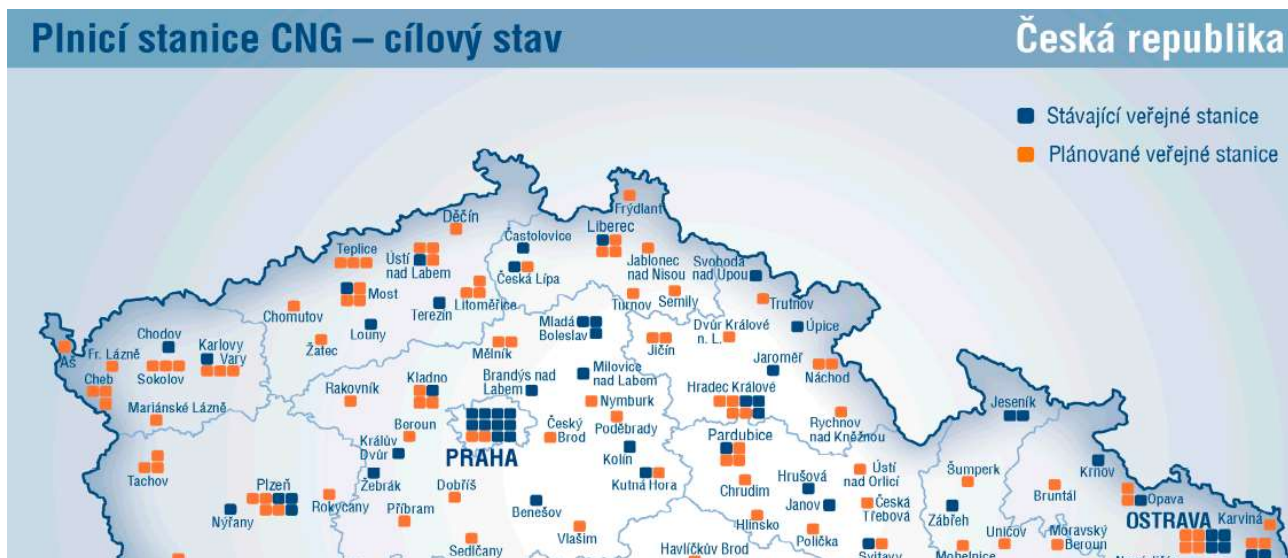 Plnicí stanice CNG – cílový stav
Česká republika
Stávající veřejné stanice
Plánované veřejné stanice
Frýdlant
Děčín
Liberec
Častolovice
Teplice
Ústí
nad Labem
Jablonec
nad Nisou
Svoboda
nad Úpou
Česká Lípa
Most
Litoměřice
Turnov
Semily
Trutnov
Chomutov
Terezín
Mladá
Boleslav
Úpice
Chodov
Karlovy
Vary
Louny
Dvůr Králové
n. L.
Aš
Fr. Lázně
Žatec
Mělník
Jičín
Jaroměř
Sokolov
Cheb
Rakovník
Kladno
Brandýs nad
Labem
Milovice
nad Labem
Náchod
Hradec Králové
Mariánské Lázně
Nymburk
Jeseník
Beroun
Český
Brod
Poděbrady
Rychnov
nad Kněžnou
Králův
Dvůr
PRAHA
Pardubice
Kolín
Krnov
Tachov
Žebrák
Kutná Hora
Hrušová
Ústí
nad Orlicí
Šumperk
Plzeň
Dobříš
Chrudim
Bruntál
Opava
Nýřany
Rokycany
Příbram
Benešov
Janov
Česká
Třebová
Zábřeh
OSTRAVA
Karviná
Hlinsko
Vlašim
Polička
Uničov
Moravský
Beroun
Sedlčany
Havlíčkův Brod
Svitavy
Mohelnice